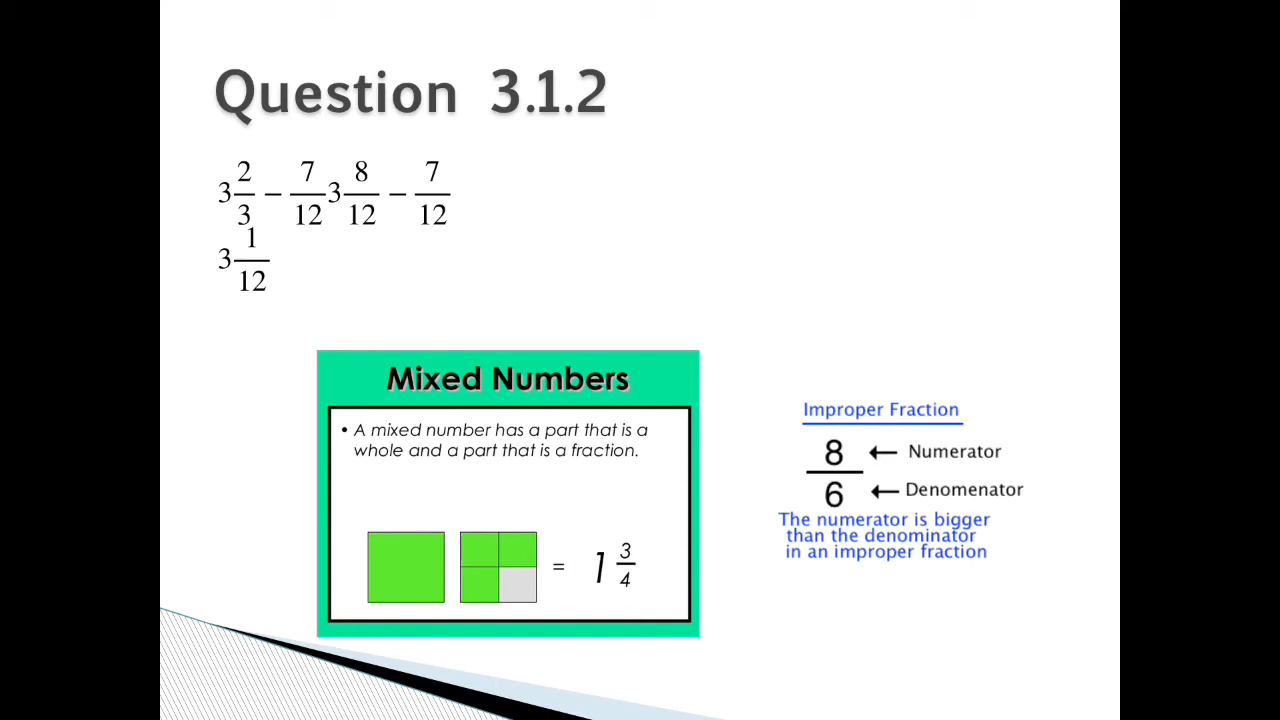 Question 3.1.2
3 2/3 − 7/12 3 8/12 − 7/12
3 1/12
Mixed Numbers
• A mixed number has a part that is a
whole and a part that is a fraction.
= 1 3/4
Improper Fraction
8 ← Numerator
6 ← Denomenator
The numerator is bigger
than the denominator
in an improper fraction